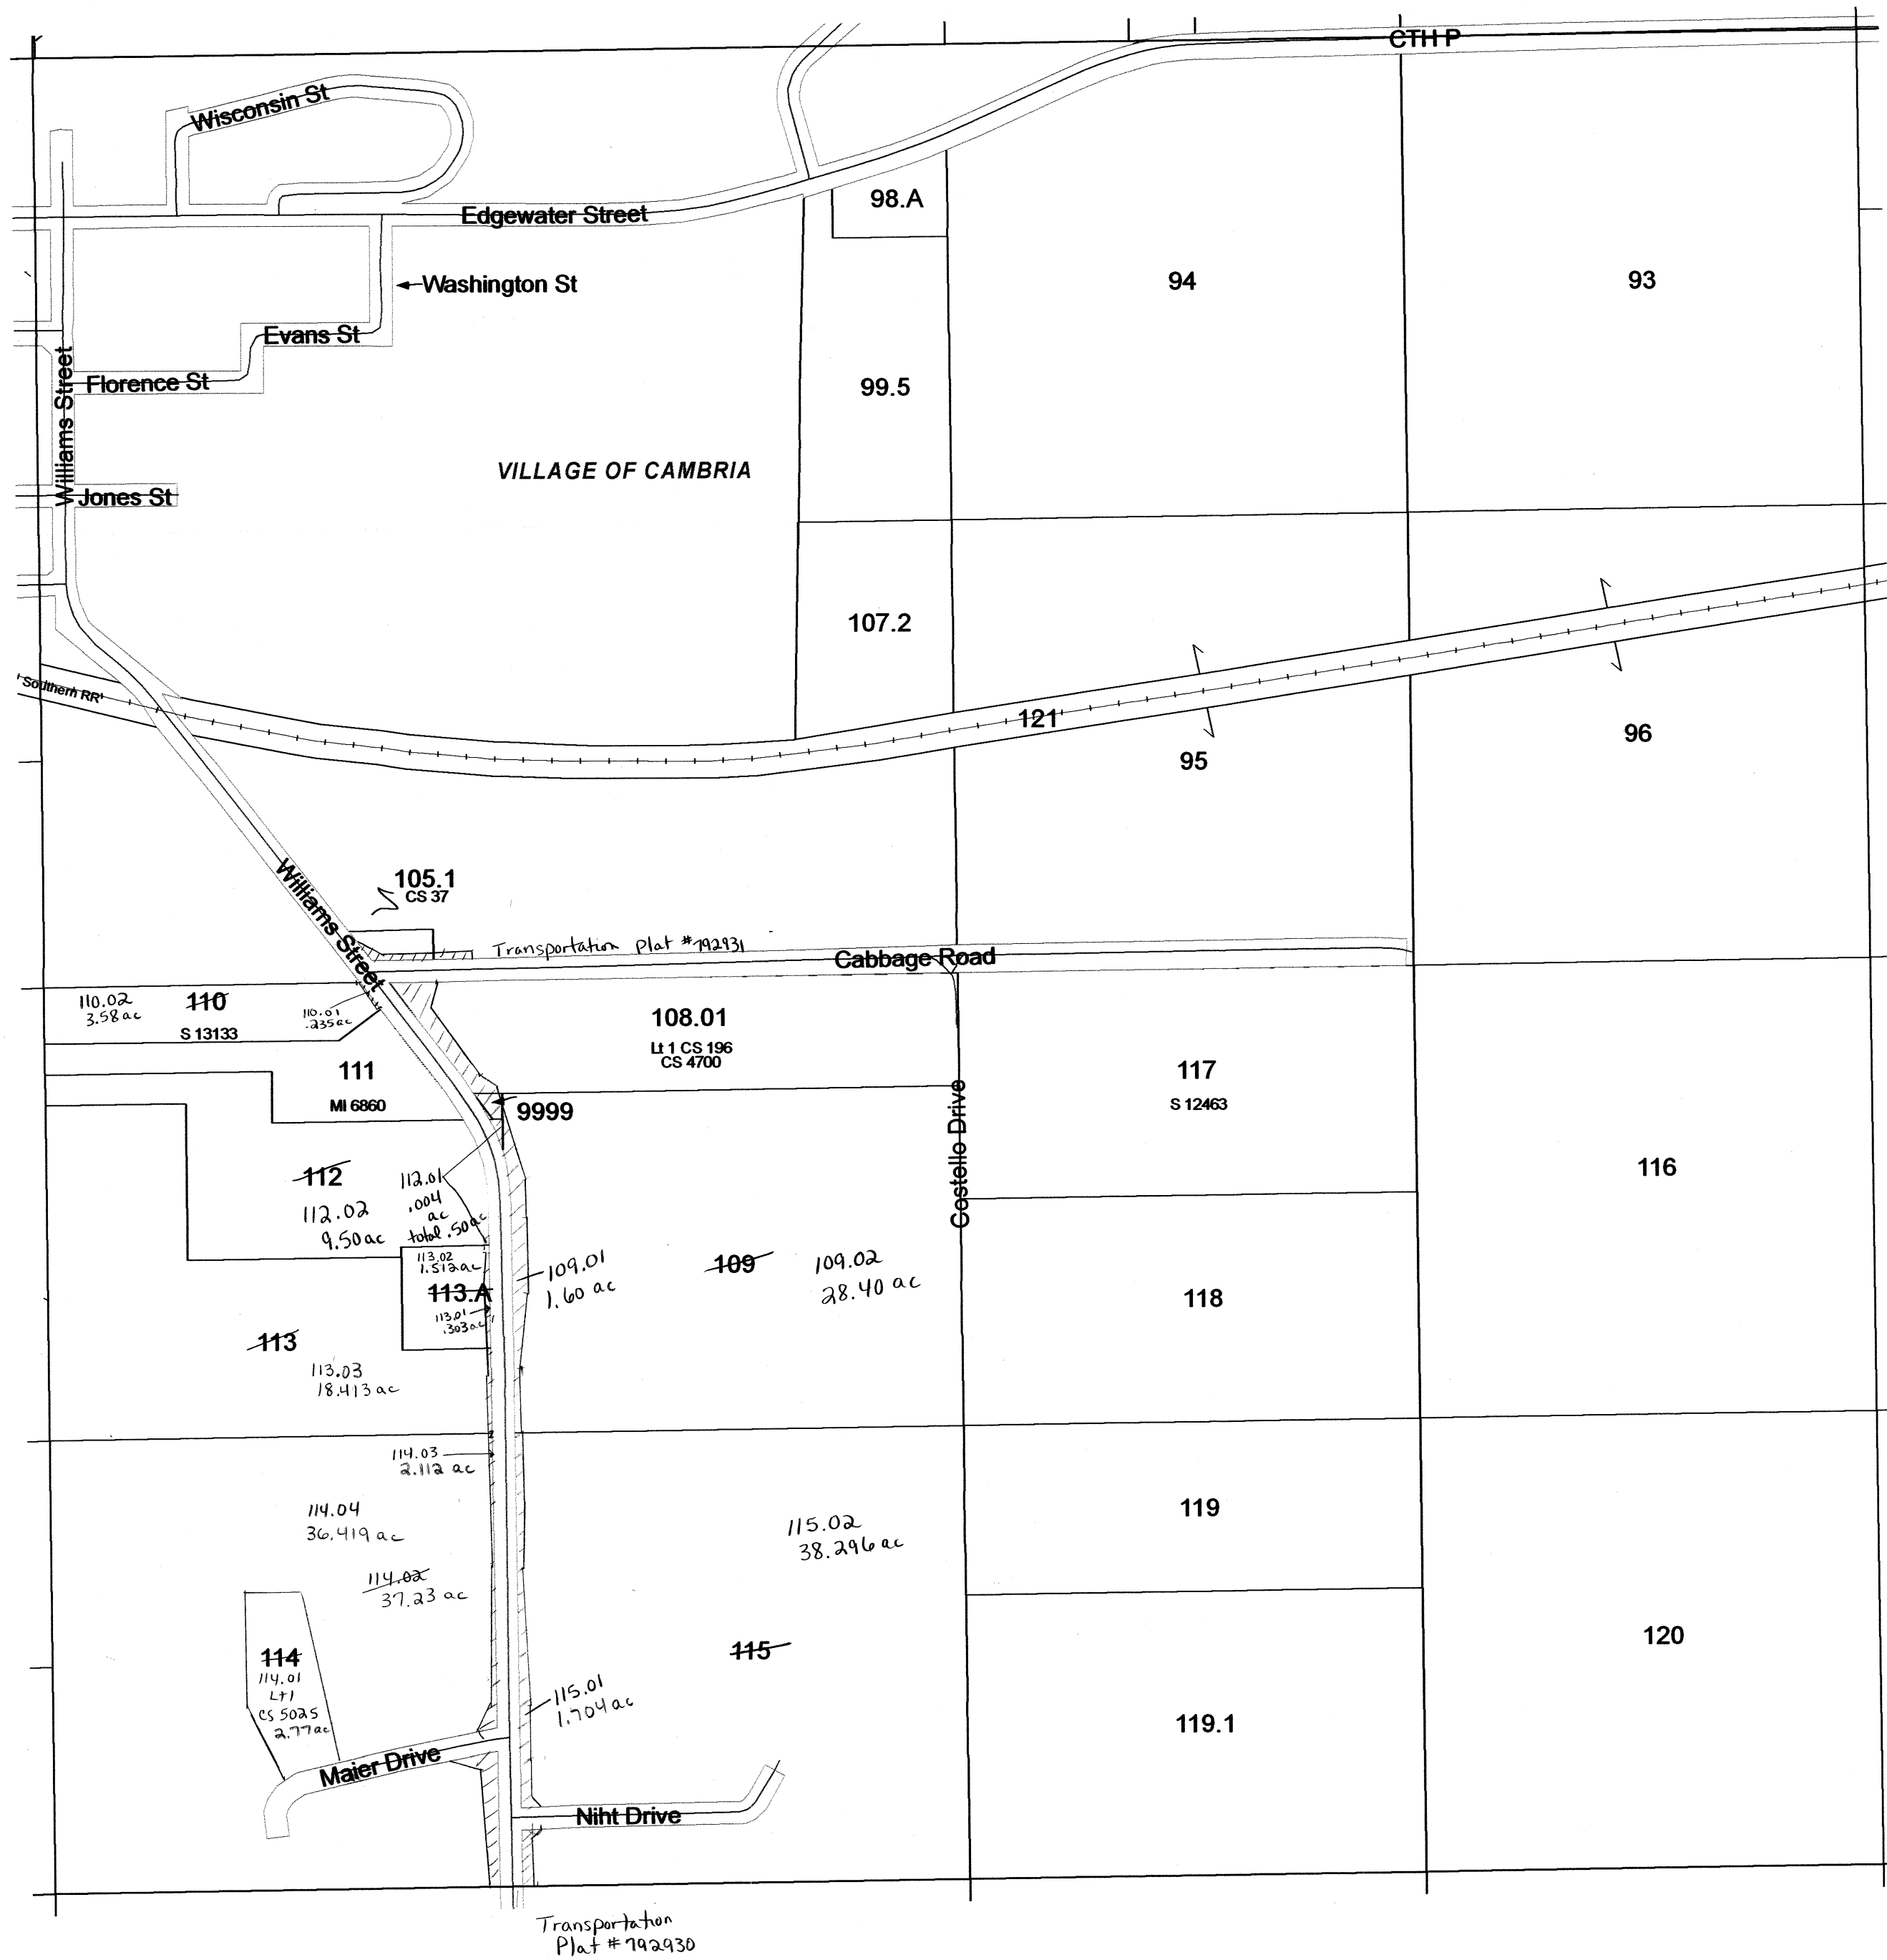 CTH P
Wisconsin St
98.A
Edgewater Street
Washington St
94
93
Evans St
Williams Street
Florence St
99.5
VILLAGE OF CAMBRIA
Jones St
107.2
Southern RR
121
96
95
105.1
CS 37
Williams Street
Transportation Plat #792931
Cabbage Road
110.02
3.58 ac
110
S 13133
110.01
.235 ac
108.01
Lt 1 CS 196
CS 4700
111
MI 6860
117
S 12463
9999
Costello Drive
116
112
112.02
9.50 ac
112.01
.004
ac
total .50 ac
113.02
1.512 ac
113.A
113.01
.303 ac
109.01
1.60 ac
109
109.02
28.40 ac
118
113
113.03
18.413 ac
114.03
2.112 ac
114.04
36.419 ac
114.02
37.23 ac
115.02
38.296 ac
119
114
114.01
Lt 1
CS 5025
2.77 ac
115
115.01
1.704 ac
120
119.1
Maier Drive
Niht Drive
Transportation
Plat #792930